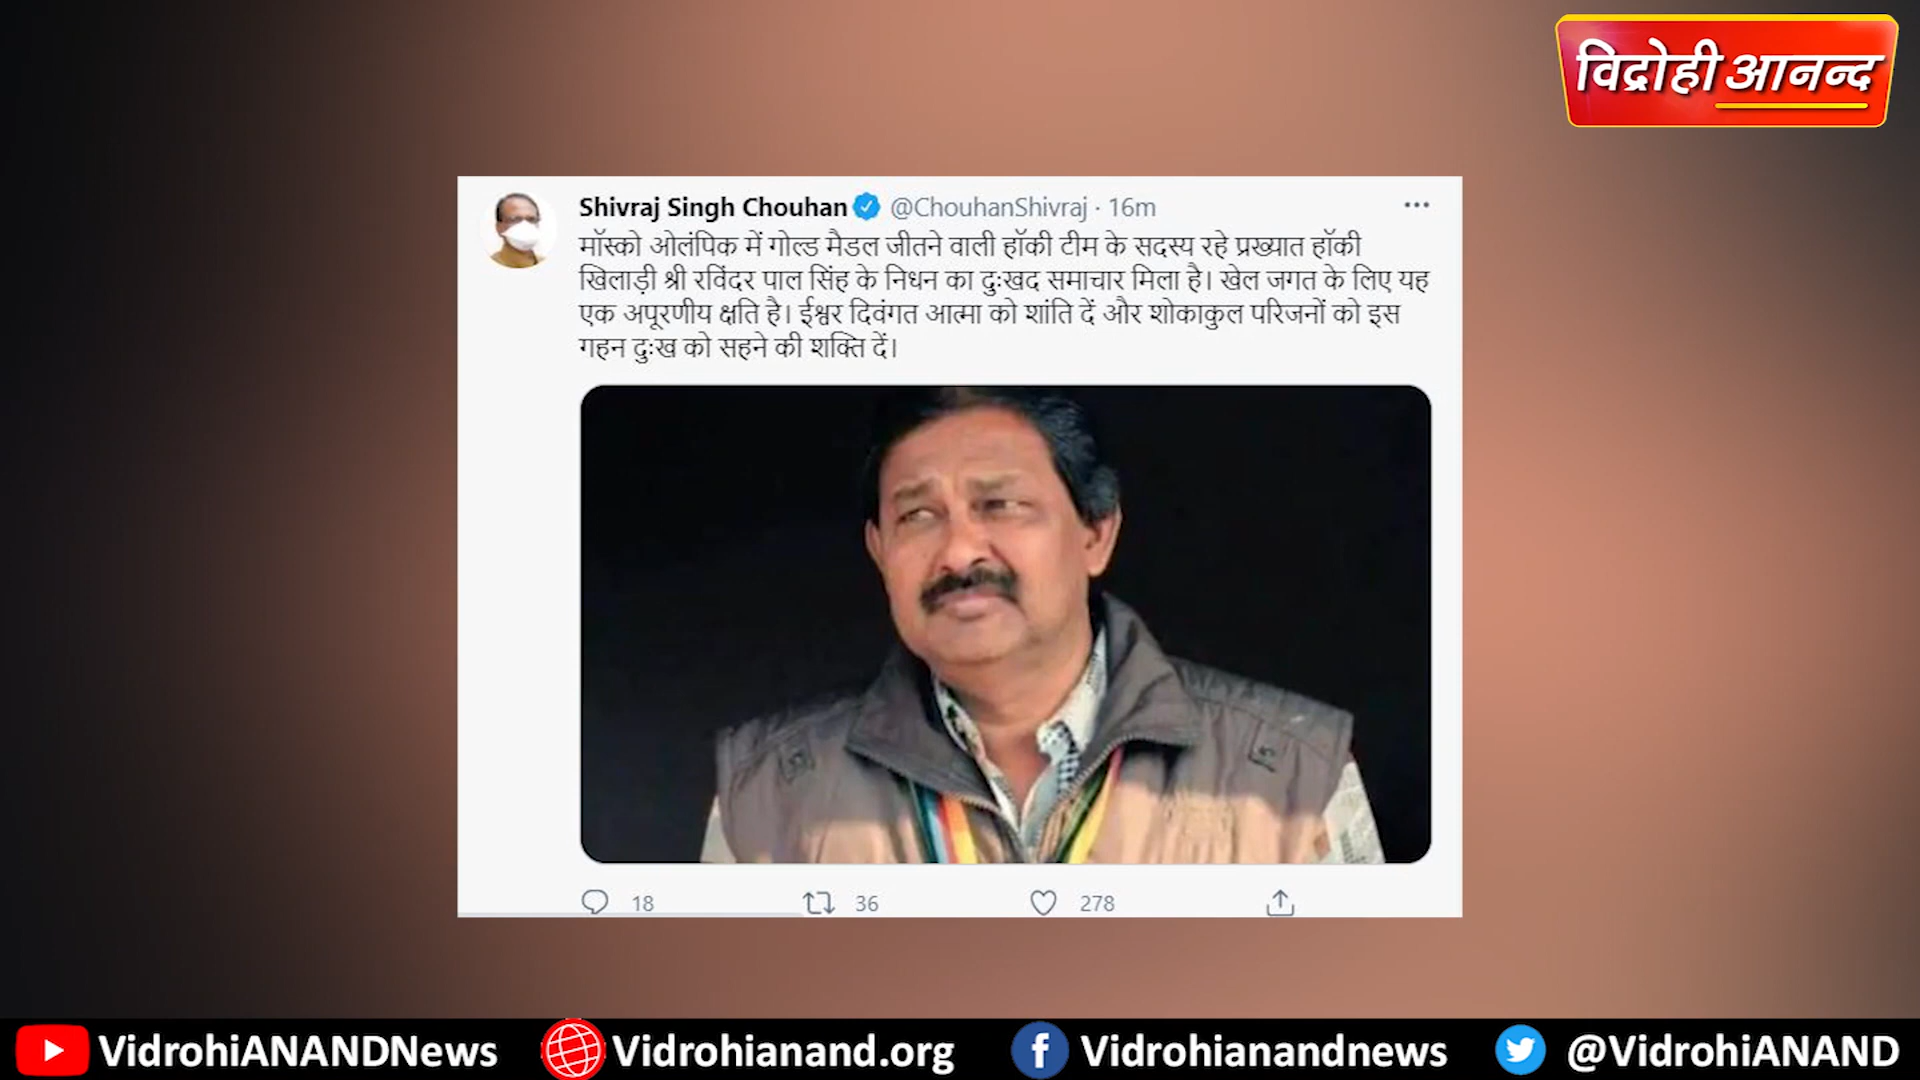 विद्रोही आनन्द
Shivraj Singh Chouhan @ChouhanShivraj · 16m
मॉस्को ओलंपिक में गोल्ड मैडल जीतने वाली हॉकी टीम के सदस्य रहे प्रख्यात हॉकी
खिलाड़ी श्री रविंदर पाल सिंह के निधन का दुःखद समाचार मिला है। खेल जगत के लिए यह
एक अपूरणीय क्षति है। ईश्वर दिवंगत आत्मा को शांति दें और शोकाकुल परिजनों को इस
गहन दुःख को सहने की शक्ति दें।
18 36 278
VidrohiANANDNews Vidrohianand.org Vidrohianandnews @VidrohiANAND